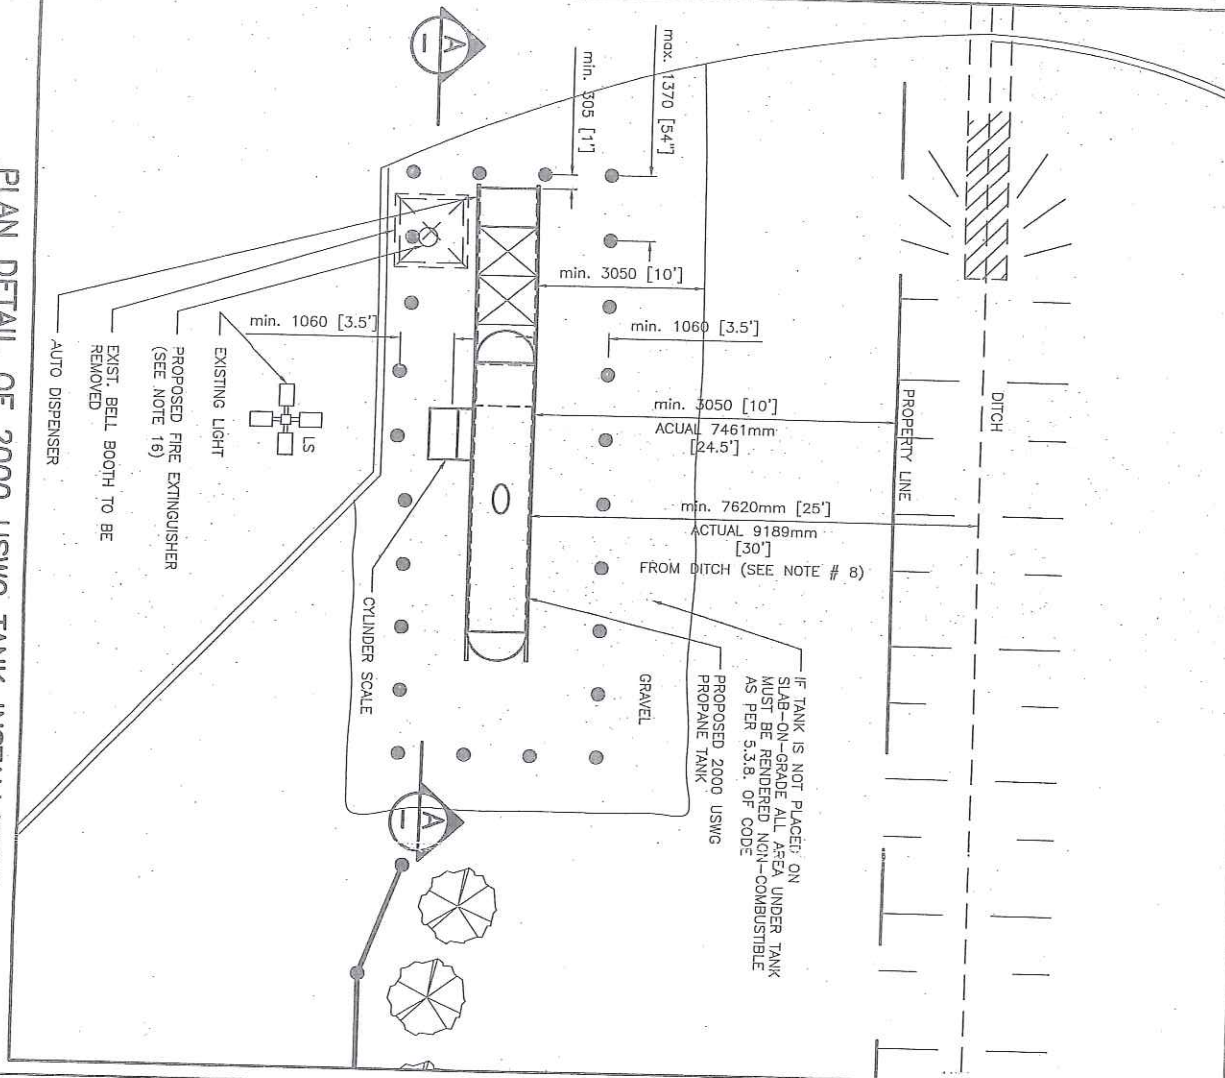 A
—
max. 1370 [54"]
min. 305 [1']
min. 3050 [10']
min. 1060 [3.5']
min. 1060 [3.5']
min. 3050 [10']
ACUAL 7461mm
[24.5']
PROPERTY LINE
DITCH
min. 7620mm [25']
ACTUAL 9189mm
[30']
FROM DITCH (SEE NOTE # 8)
AUTO DISPENSER
EXIST. BELL BOOTH TO BE
REMOVED
PROPOSED FIRE EXTINGUISHER
(SEE NOTE 16)
EXISTING LIGHT
LS
CYLINDER SCALE
GRAVEL
PROPOSED 2000 USWG
PROPANE TANK
IF TANK IS NOT PLACED ON
SLAB-ON-GRADE ALL AREA UNDER TANK
MUST BE RENDERED NON-COMBUSTIBLE
AS PER 5.3.8. OF CODE
A
—
PLAN DETAIL OF 2000 USWG TANK